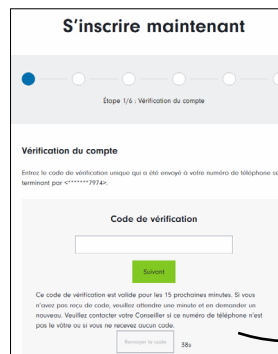 S'inscrire maintenant
Étape 1/6 : Vérification du compte
Vérification du compte
Entrez le code de vérification unique qui a été envoyé à votre numéro de téléphone se
terminant par <*******7974>.
Code de vérification
Suivant
Ce code de vérification est valide pour les 15 prochaines minutes. Si vous
n'avez pas reçu de code, veuillez attendre une minute et en demander un
nouveau. Veuillez contacter votre Conseiller si ce numéro de téléphone n'est
pas le vôtre ou si vous ne recevez aucun code.
Renvoyer le code 38s